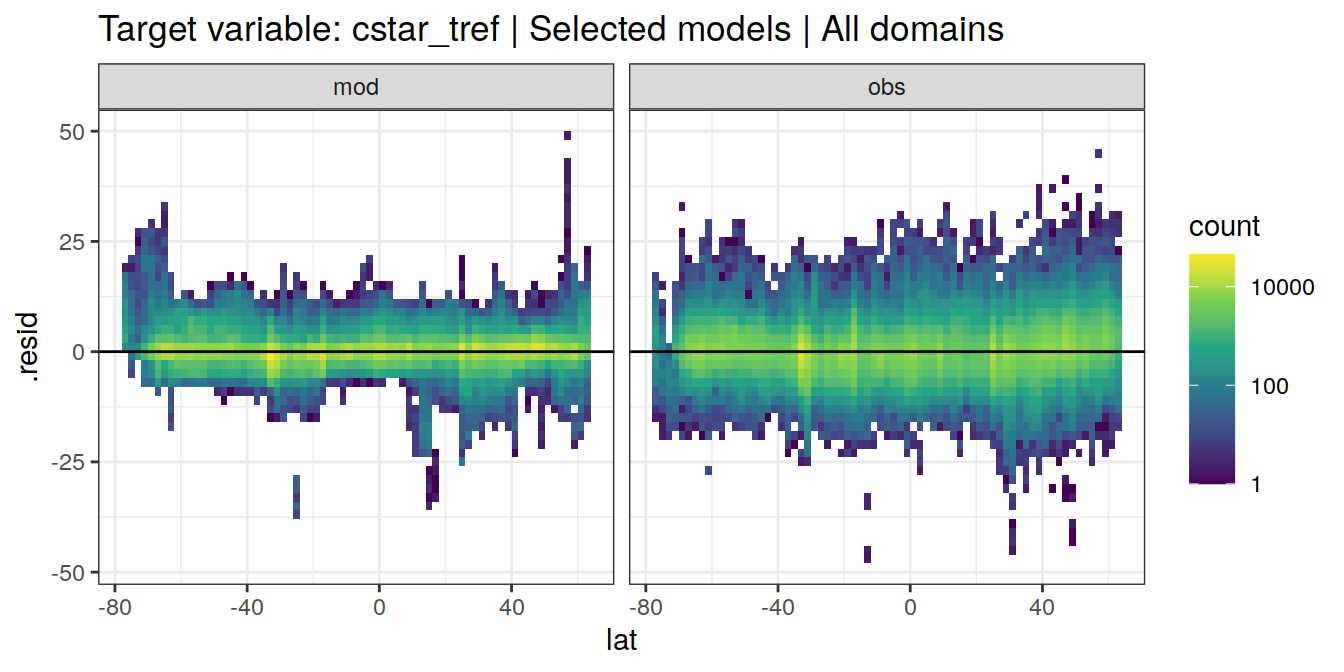 Target variable: cstar_tref | Selected models | All domains
mod obs
50
25
0
-25
-50
.resid
-80 -40 0 40 -80 -40 0 40
lat
count
10000
100
1